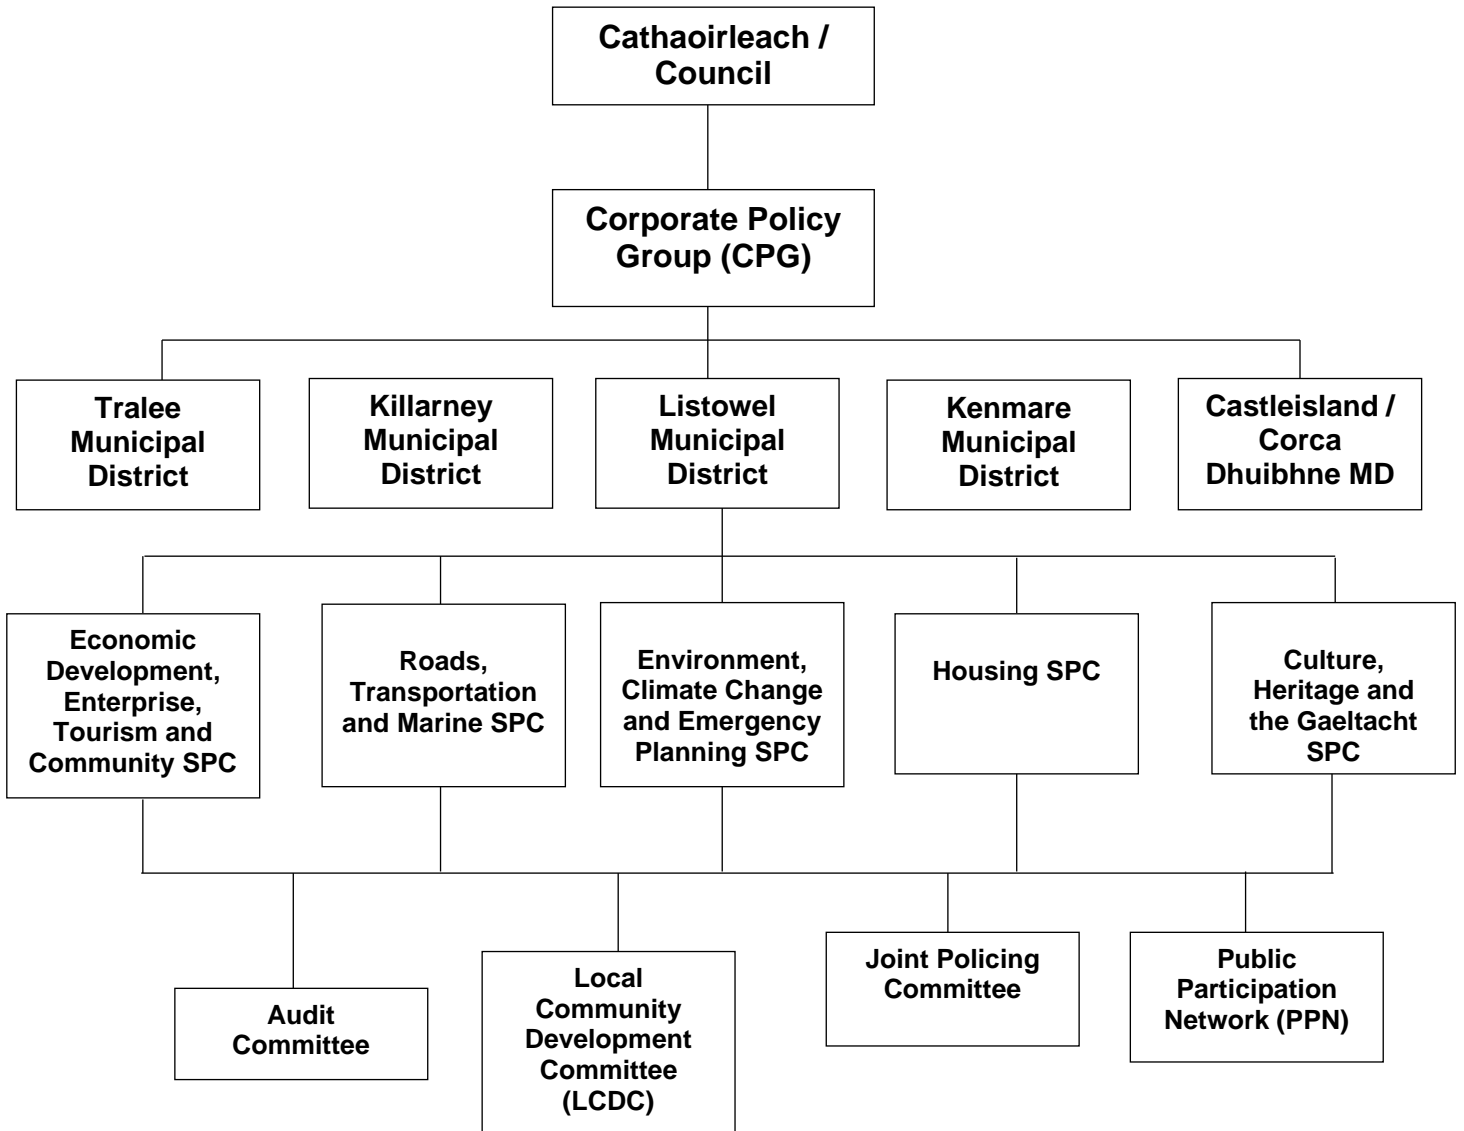 Cathaoirleach /
Council
Corporate Policy
Group (CPG)
Tralee
Municipal
District
Killarney
Municipal
District
Listowel
Municipal
District
Kenmare
Municipal
District
Castleisland /
Corca
Dhuibhne MD
Economic
Development,
Enterprise,
Tourism and
Community SPC
Roads,
Transportation
and Marine SPC
Environment,
Climate Change
and Emergency
Planning SPC
Housing SPC
Culture,
Heritage and
the Gaeltacht
SPC
Audit
Committee
Local
Community
Development
Committee
(LCDC)
Joint Policing
Committee
Public
Participation
Network (PPN)